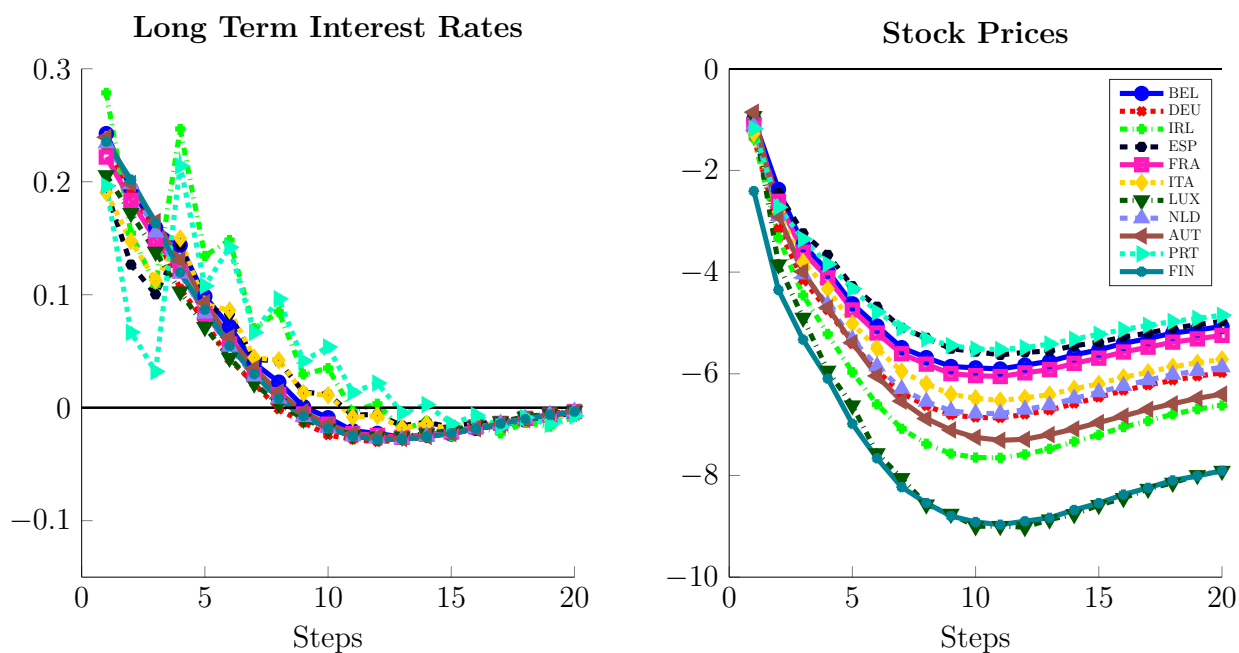 Long Term Interest Rates
0.3
0.2
0.1
0
−0.1
0
5
10
15
20
Steps
Stock Prices
0
−2
−4
−6
−8
−10
0
5
10
15
20
Steps
BEL
DEU
IRL
ESP
FRA
ITA
LUX
NLD
AUT
PRT
FIN